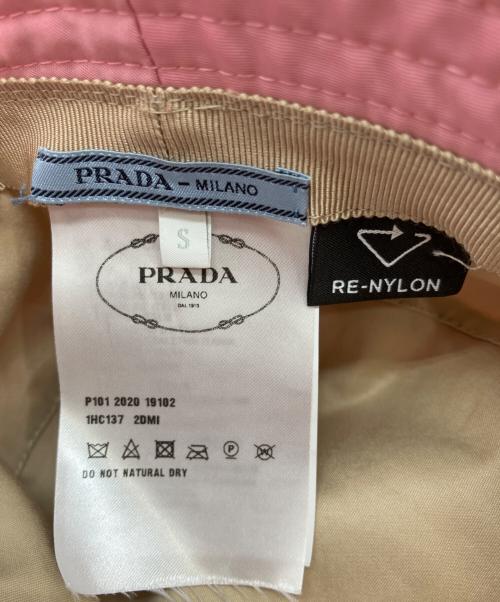 PRADA - MILANO
S
PRADA
MILANO
DAL 1913
RE-NYLON
P101 2020 19102
1HC137 2DMI
P W
DO NOT NATURAL DRY